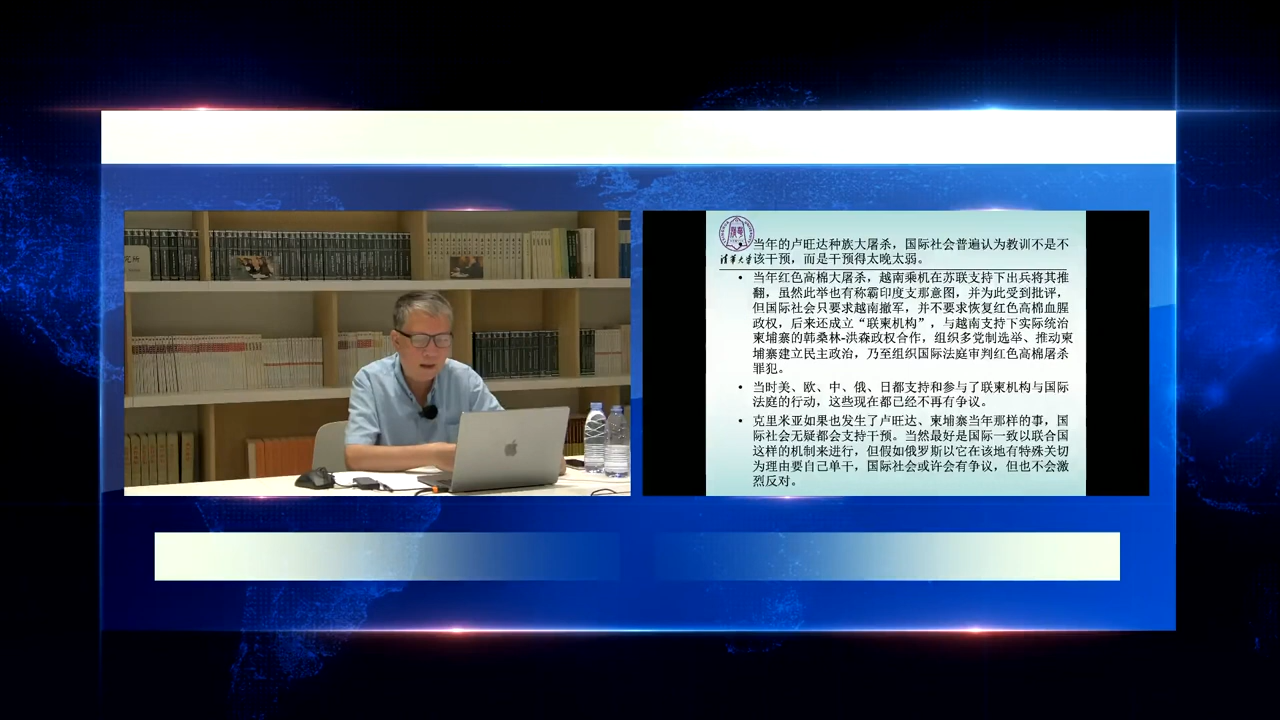 究所
清华大学
当年的卢旺达种族大屠杀，国际社会普遍认为教训不是不
该干预，而是干预得太晚太弱。
• 当年红色高棉大屠杀，越南乘机在苏联支持下出兵将其推
翻，虽然此举也有称霸印度支那意图，并为此受到批评，
但国际社会只要求越南撤军，并不要求恢复红色高棉血腥
政权，后来还成立“联柬机构”，与越南支持下实际统治
柬埔寨的韩桑林-洪森政权合作，组织多党制选举、推动柬
埔寨建立民主政治，乃至组织国际法庭审判红色高棉屠杀
罪犯。
• 当时美、欧、中、俄、日都支持和参与了联柬机构与国际
法庭的行动，这些现在都已经不再有争议。
• 克里米亚如果也发生了卢旺达、柬埔寨当年那样的事，国
际社会无疑都会支持干预。当然最好是国际一致以联合国
这样的机制来进行，但假如俄罗斯以它在该地有特殊关切
为理由要自己单干，国际社会或许会有争议，但也不会激
烈反对。